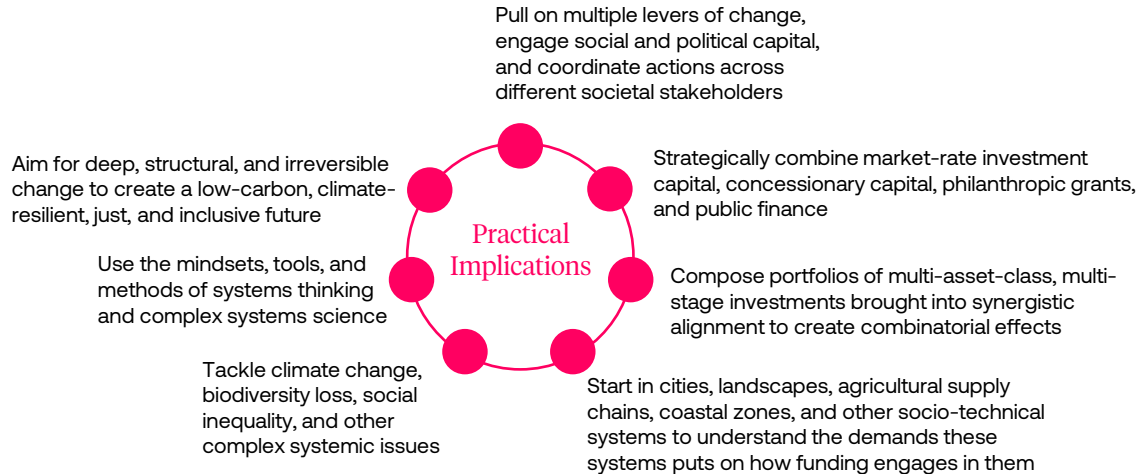 Pull on multiple levers of change,
engage social and political capital,
and coordinate actions across
different societal stakeholders
Strategically combine market-rate investment
capital, concessionary capital, philanthropic grants,
and public finance
Compose portfolios of multi-asset-class, multi-
stage investments brought into synergistic
alignment to create combinatorial effects
Start in cities, landscapes, agricultural supply
chains, coastal zones, and other socio-technical
systems to understand the demands these
systems puts on how funding engages in them
Tackle climate change,
biodiversity loss, social
inequality, and other
complex systemic issues
Use the mindsets, tools, and
methods of systems thinking
and complex systems science
Aim for deep, structural, and irreversible
change to create a low-carbon, climate-
resilient, just, and inclusive future
Practical
Implications